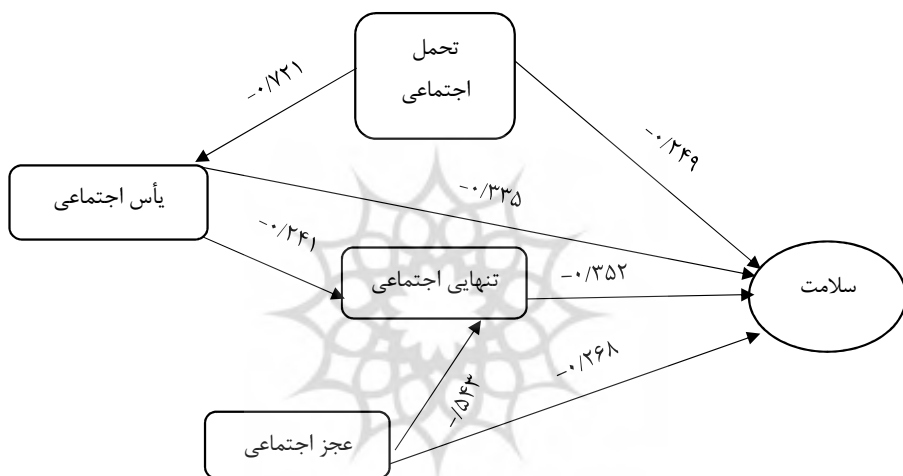 تحمل
اجتماعی
-۰/۷۲۱
-۰/۲۴۹
یأس اجتماعی
-۰/۳۳۵
-۰/۲۴۱
تنهایی اجتماعی
-۰/۳۵۲
سلامت
-/۵۴۳
-۰/۲۶۸
عجز اجتماعی